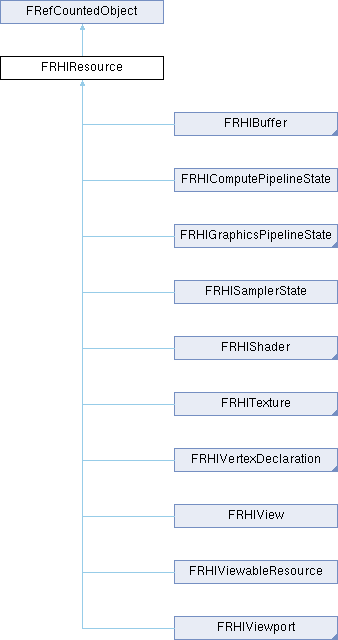 FRefCountedObject
FRHIResource
FRHIBuffer
FRHIComputePipelineState
FRHIGraphicsPipelineState
FRHISamplerState
FRHIShader
FRHITexture
FRHIVertexDeclaration
FRHIView
FRHIViewableResource
FRHIViewport